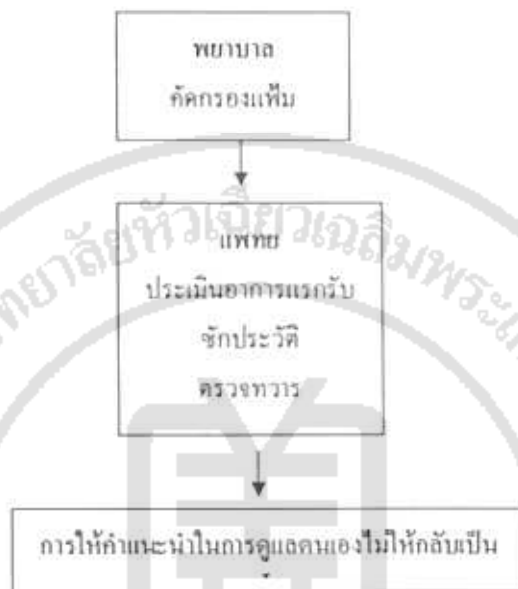 พยาบาล
คัดกรองแฟ้ม
แพทย
ประเมินอาการแรกรับ
ซักประวัติ
ตรวจทวาร
การให้คำแนะนำในการดูแลตนเองไม่ให้กลับเป็น